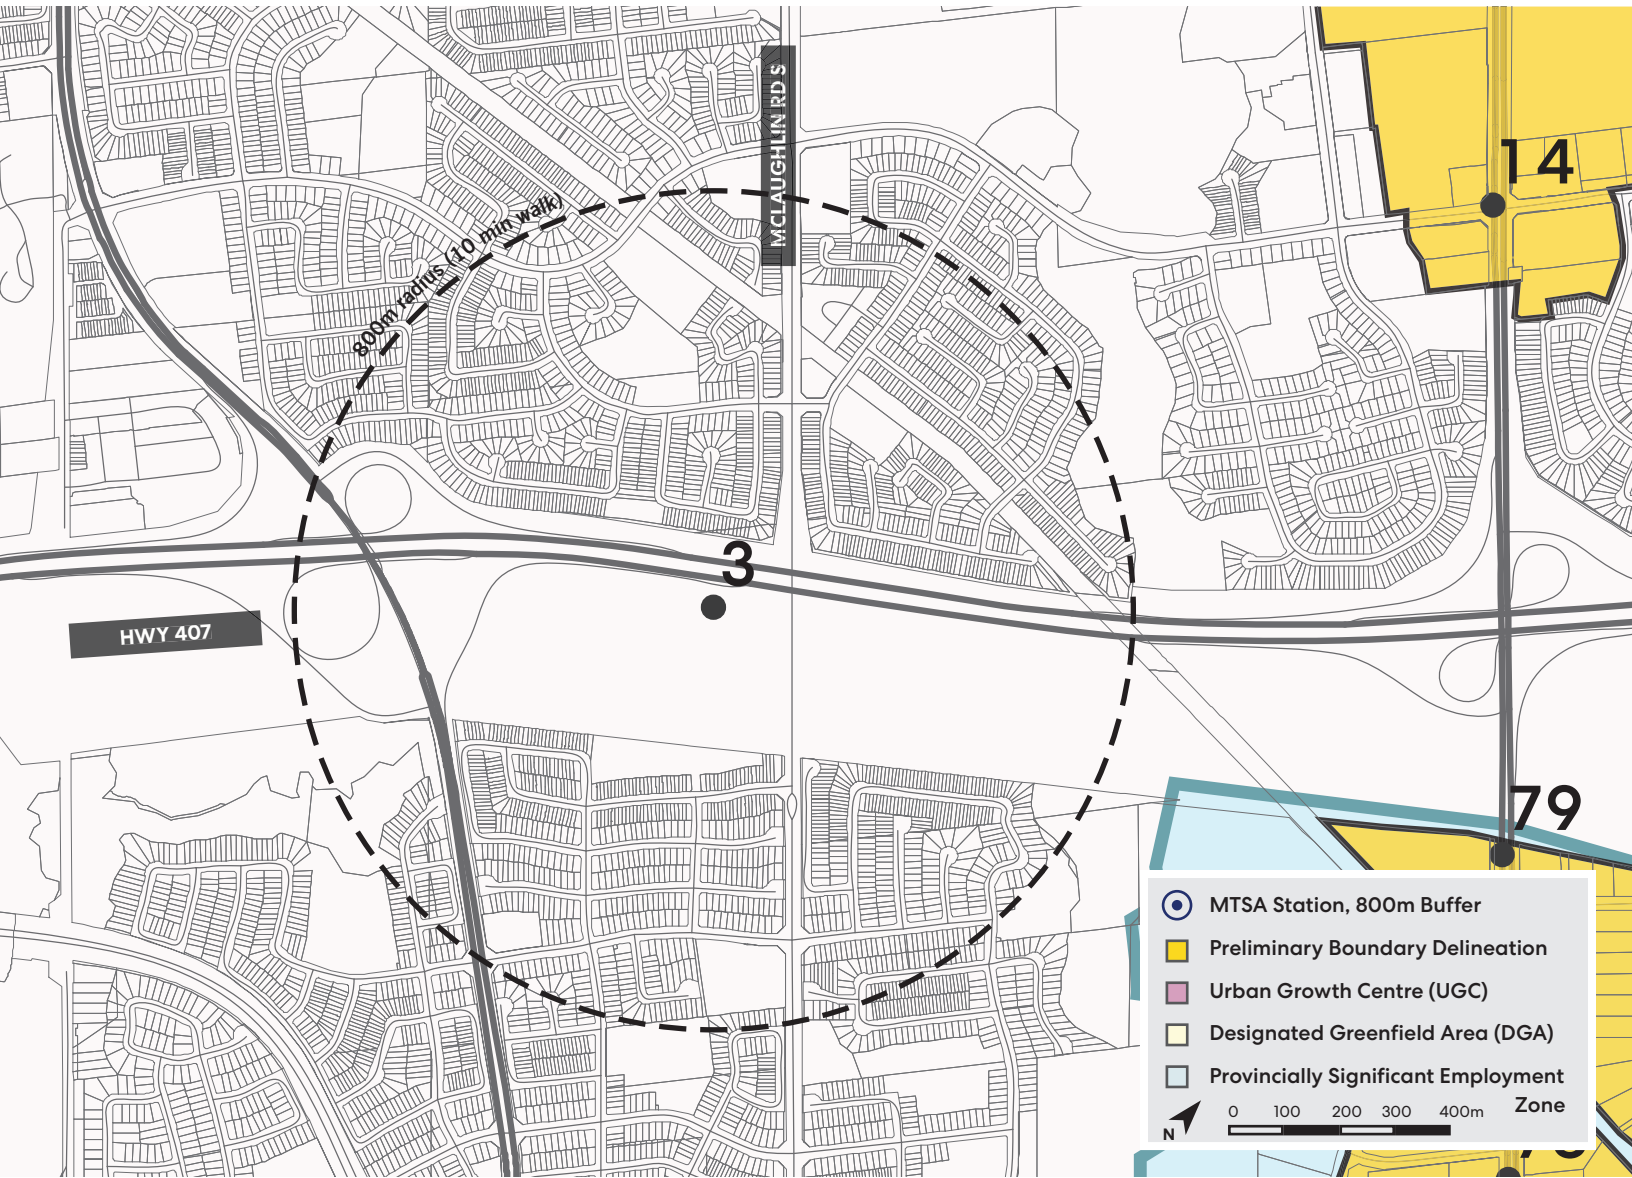 MCLAUGHLIN RD S
14
800m radius (10 min walk)
3
HWY 407
79
MTSA Station, 800m Buffer
Preliminary Boundary Delineation
Urban Growth Centre (UGC)
Designated Greenfield Area (DGA)
Provincially Significant Employment
Zone
0 100 200 300 400m
N